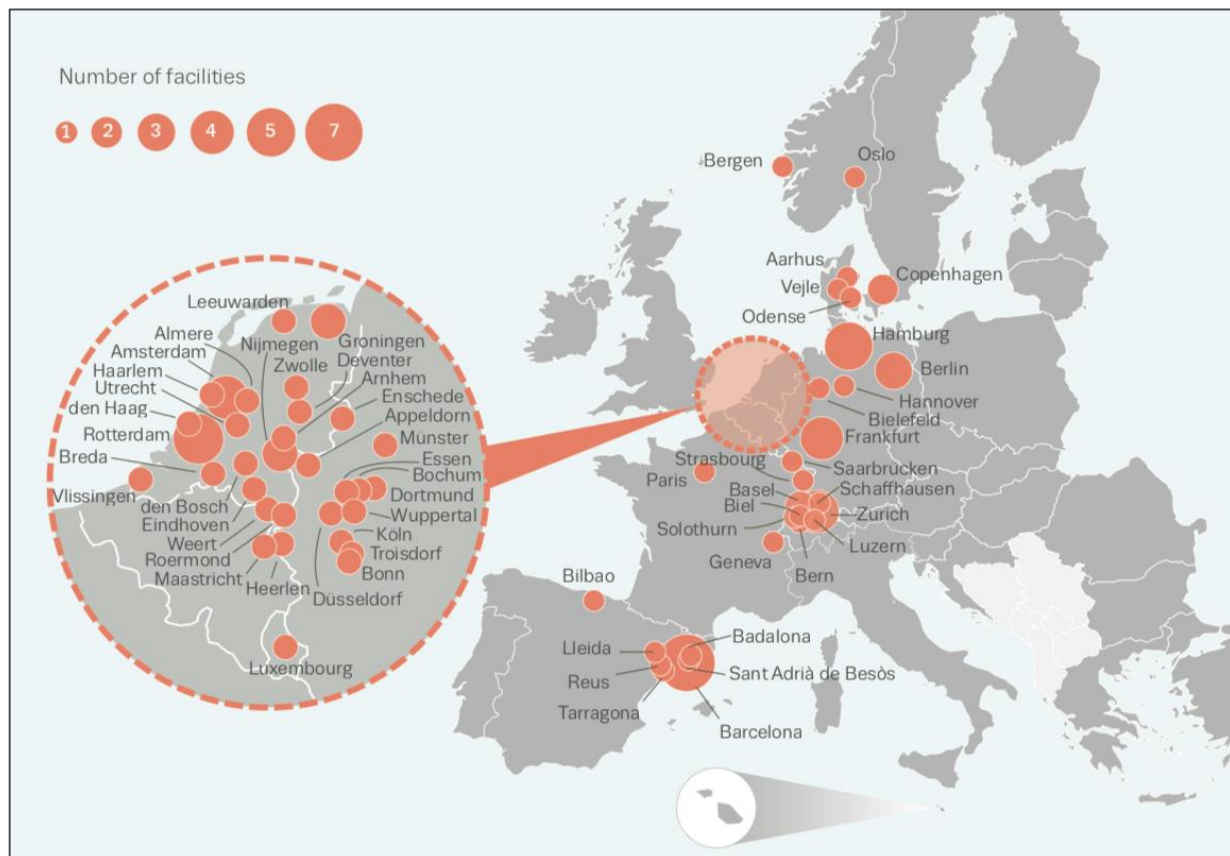 Number of facilities
1 2 3 4 5 7
Bergen
Oslo
Aarhus
Vejle
Copenhagen
Odense
Hamburg
Berlin
Hannover
Bielefeld
Frankfurt
Strasbourg
Saarbrücken
Paris
Basel
Schaffhausen
Biel
Zurich
Solothurn
Luzern
Geneva
Bern
Bilbao
Lleida
Badalona
Reus
Sant Adrià de Besòs
Tarragona
Barcelona
Leeuwarden
Almere
Nijmegen
Groningen
Amsterdam
Zwolle
Deventer
Haarlem
Arnhem
Utrecht
Enschede
den Haag
Appeldorn
Rotterdam
Münster
Breda
Essen
Bochum
Vlissingen
Dortmund
den Bosch
Wuppertal
Eindhoven
Weert
Köln
Roermond
Troisdorf
Maastricht
Bonn
Heerlen
Düsseldorf
Luxembourg